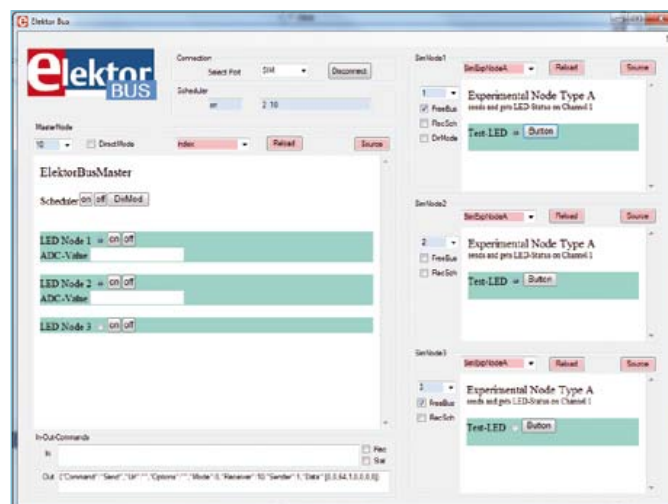 Elektor Bus
elektor
BUS
Connection
Select Port SIM Disconnect
Scheduler
on 2 10
MasterNode
10 DirectMode Index Reload Source
ElektorBusMaster
Scheduler on off DirMod
LED Node 1 on off
ADC-Value
LED Node 2 on off
ADC-Value
LED Node 3 on off
In-Out-Commands
In Rec
Out
SimNode1
SimExpNodeA Reload Source
1
FreeBus
RecSch
DirMode
Experimental Node Type A
sends and gets LED-Status on Channel 1
Test-LED Button
SimNode2
SimExpNodeA Reload Source
2
FreeBus
RecSch
Experimental Node Type A
sends and gets LED-Status on Channel 1
Test-LED Button
SimNode3
SimExpNodeA Reload Source
3
FreeBus
RecSch
Experimental Node Type A
sends and gets LED-Status on Channel 1
Test-LED Button